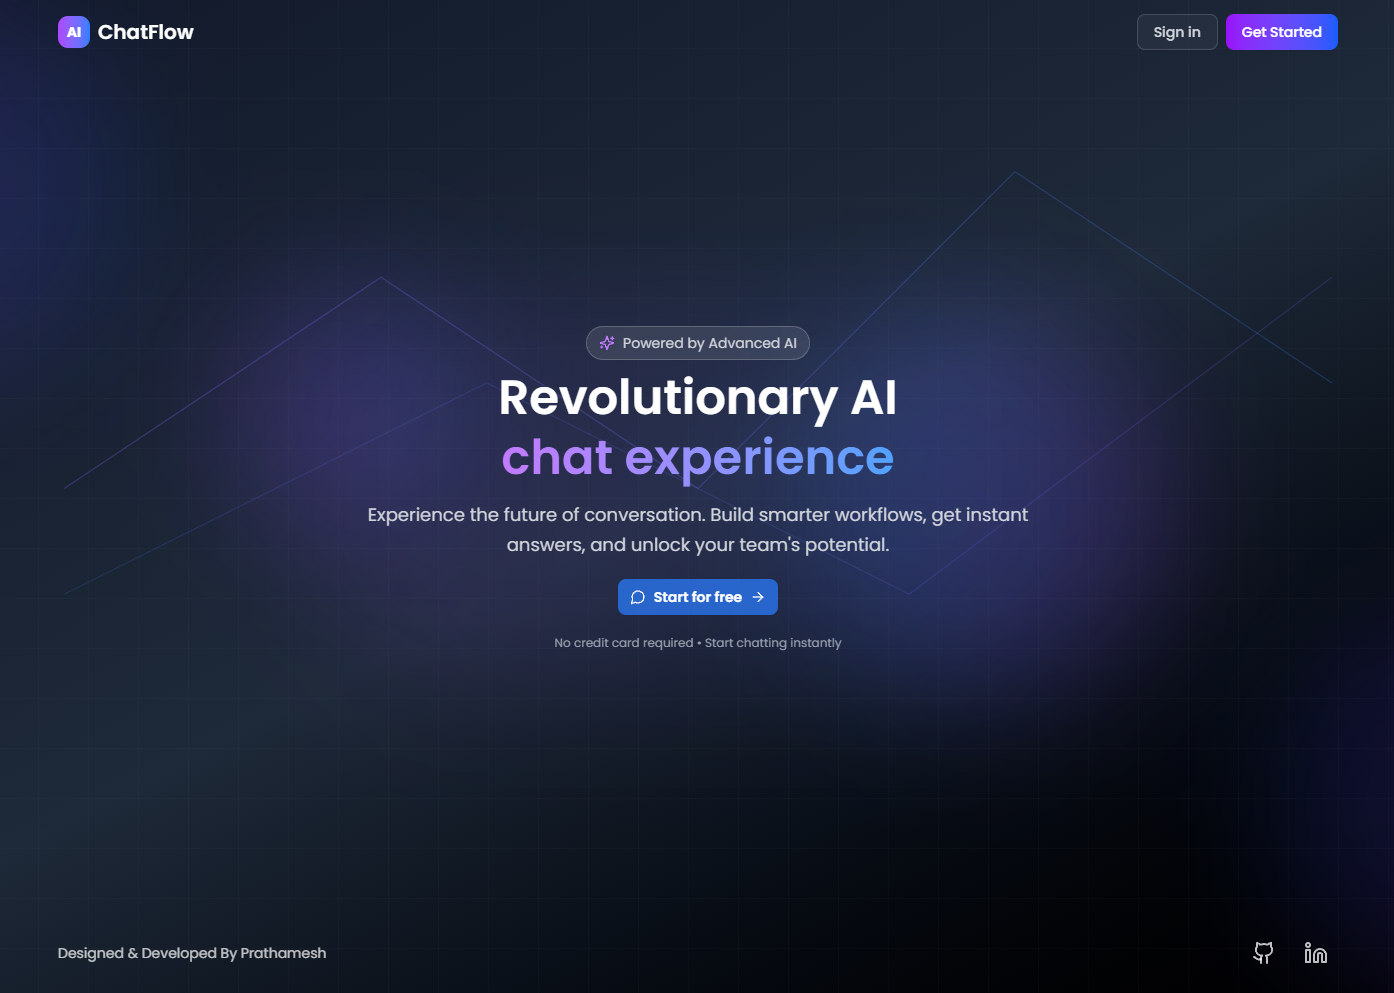 AI ChatFlow
Sign in
Get Started
Powered by Advanced AI
Revolutionary AI
chat experience
Experience the future of conversation. Build smarter workflows, get instant
answers, and unlock your team's potential.
Start for free
No credit card required • Start chatting instantly
Designed & Developed By Prathamesh